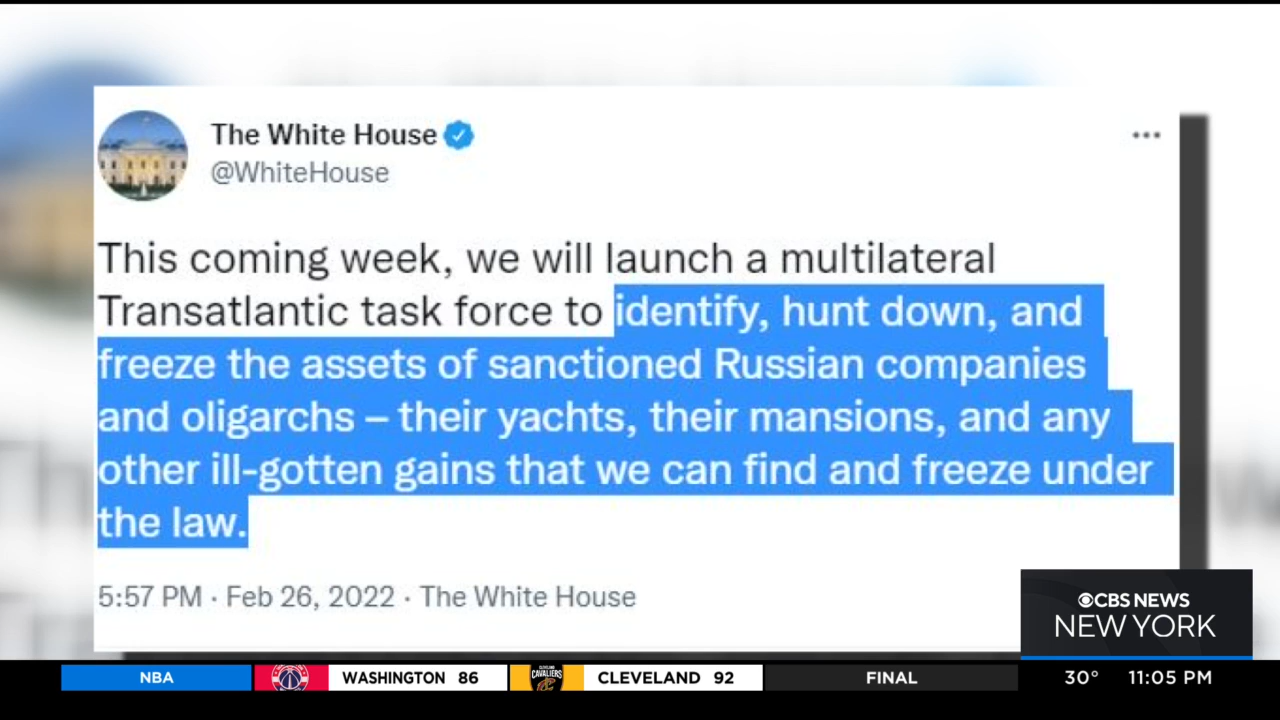 The White House
@WhiteHouse
This coming week, we will launch a multilateral
Transatlantic task force to identify, hunt down, and
freeze the assets of sanctioned Russian companies
and oligarchs – their yachts, their mansions, and any
other ill-gotten gains that we can find and freeze under
the law.
5:57 PM · Feb 26, 2022 · The White House
CBS NEWS
NEW YORK
NBA WASHINGTON 86 CAVALIERS CLEVELAND 92 FINAL 30° 11:05 PM